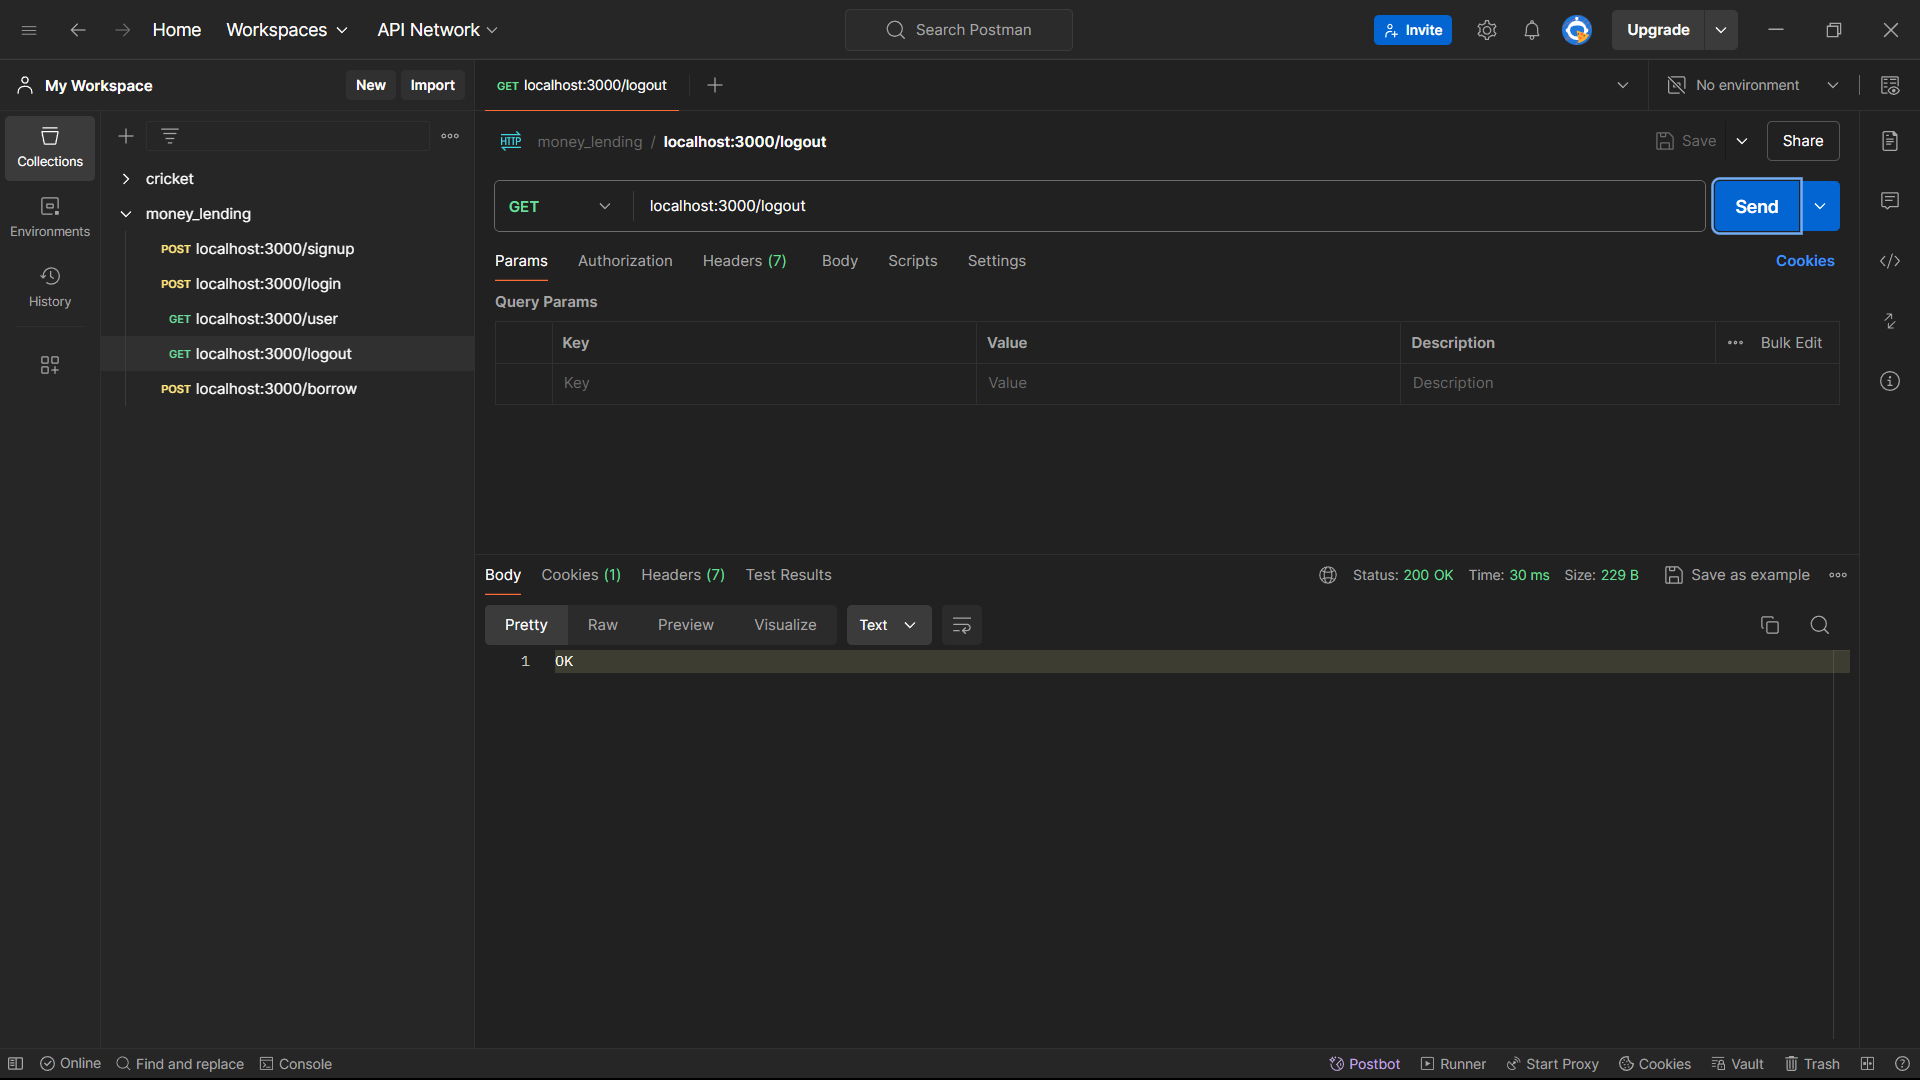 Home Workspaces API Network Search Postman Invite Upgrade
My Workspace New Import GET localhost:3000/logout No environment
HTTP money_lending / localhost:3000/logout Save Share
Collections
Environments
History
cricket
money_lending
POST localhost:3000/signup
POST localhost:3000/login
GET localhost:3000/user
GET localhost:3000/logout
POST localhost:3000/borrow
GET localhost:3000/logout Send
Params Authorization Headers (7) Body Scripts Settings Cookies
Query Params
Key Value Description Bulk Edit
Key Value Description
Body Cookies (1) Headers (7) Test Results Status: 200 OK Time: 30 ms Size: 229 B Save as example
Pretty Raw Preview Visualize Text
1 OK
Online Find and replace Console Postbot Runner Start Proxy Cookies Vault Trash